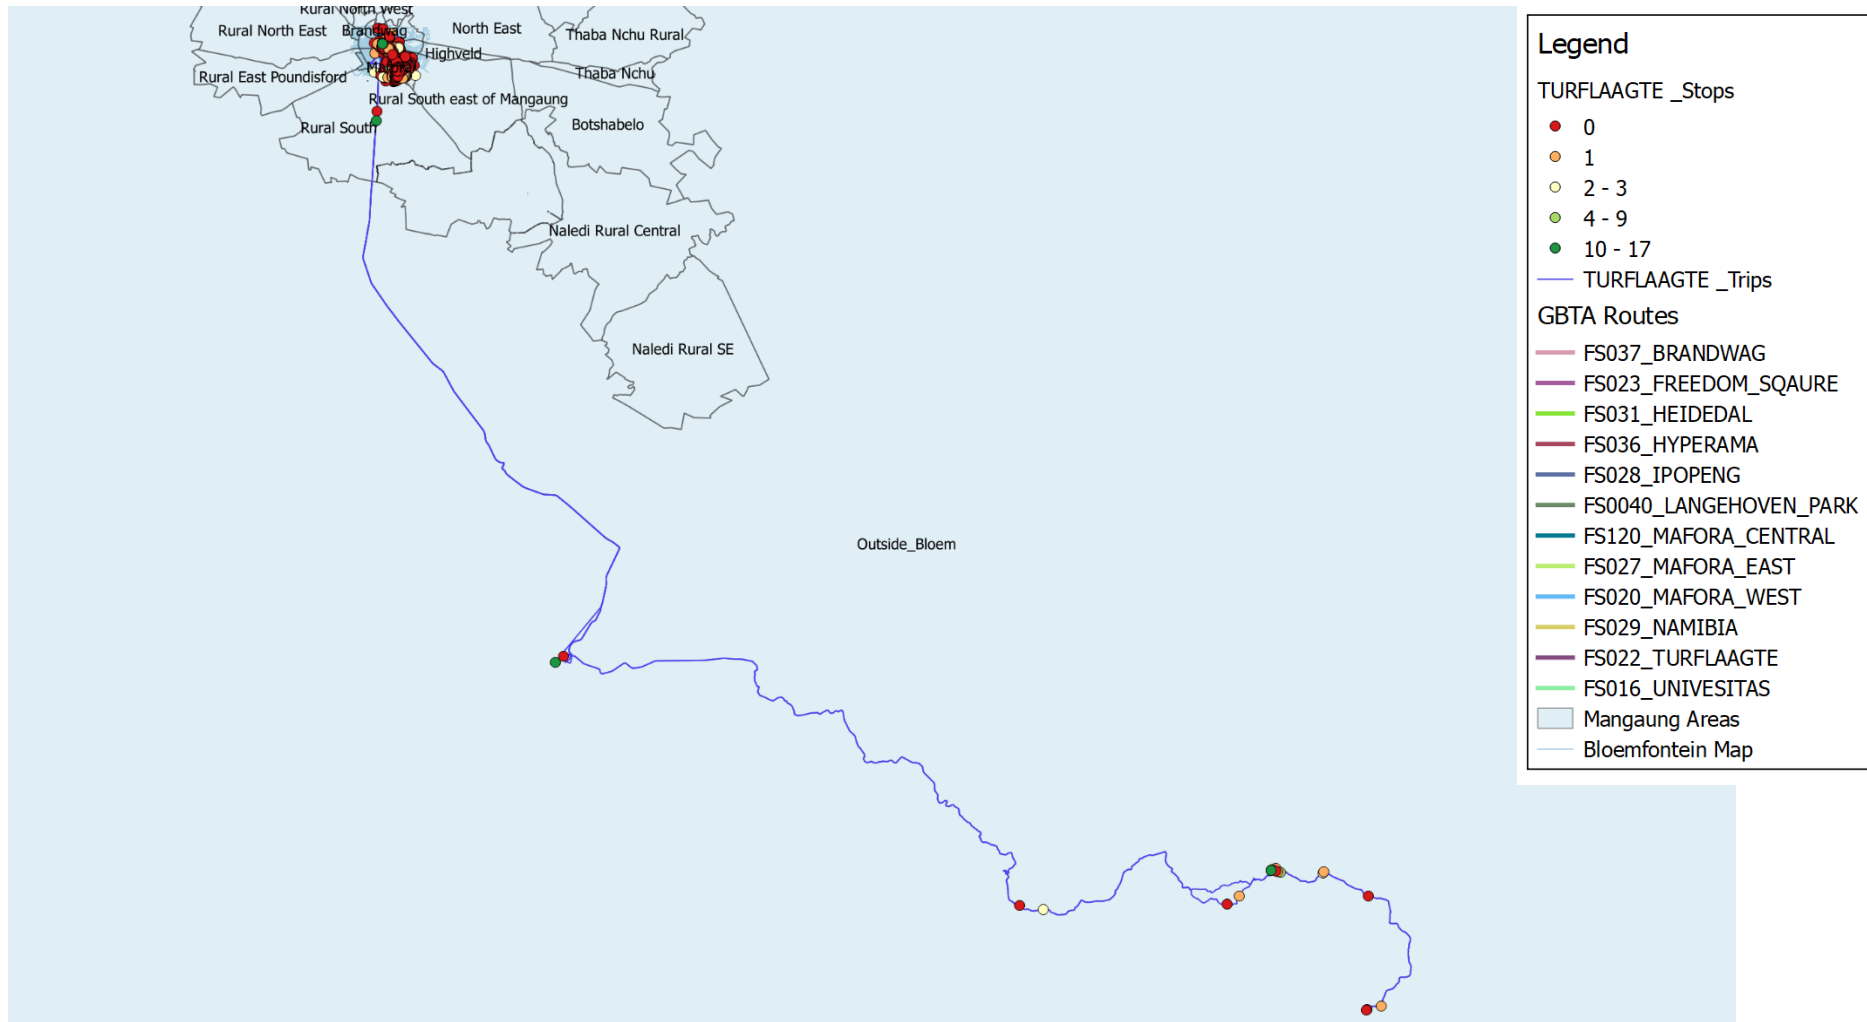 Rural North West
Rural North East
Brandwag
North East
Thaba Nchu Rural
Highveld
Rural East Poundisford
Thaba Nchu
Rural South east of Mangaung
Rural South
Botshabelo
Naledi Rural Central
Naledi Rural SE
Outside_Bloem
Legend
TURFLAAGTE _Stops
0
1
2 - 3
4 - 9
10 - 17
TURFLAAGTE _Trips
GBTA Routes
FS037_BRANDWAG
FS023_FREEDOM_SQAURE
FS031_HEIDEDAL
FS036_HYPERAMA
FS028_IPOPENG
FS0040_LANGEHOVEN_PARK
FS120_MAFORA_CENTRAL
FS027_MAFORA_EAST
FS020_MAFORA_WEST
FS029_NAMIBIA
FS022_TURFLAAGTE
FS016_UNIVESITAS
Mangaung Areas
Bloemfontein Map